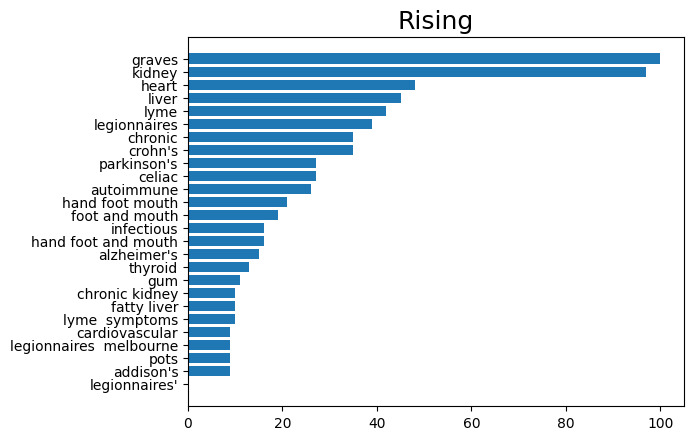 Rising
graves
kidney
heart
liver
lyme
legionnaires
chronic
crohn's
parkinson's
celiac
autoimmune
hand foot mouth
foot and mouth
infectious
hand foot and mouth
alzheimer's
thyroid
gum
chronic kidney
fatty liver
lyme  symptoms
cardiovascular
legionnaires  melbourne
pots
addison's
legionnaires'
0 20 40 60 80 100